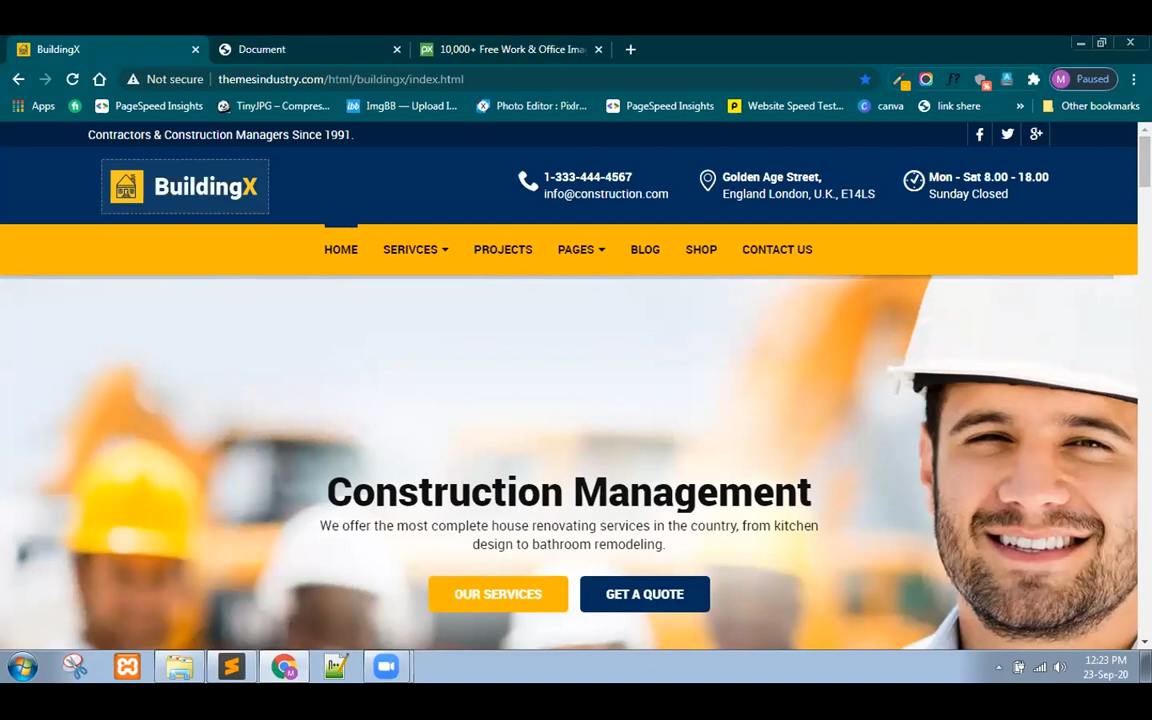 BuildingX
Document
10,000+ Free Work & Office Ima
Not secure
themesindustry.com/html/buildingx/index.html
M
Paused
Apps
PageSpeed Insights
TinyJPG – Compres...
ImgBB — Upload I...
Photo Editor : Pixlr...
PageSpeed Insights
Website Speed Test...
canva
link shere
»
Other bookmarks
Contractors & Construction Managers Since 1991.
BuildingX
1-333-444-4567
info@construction.com
Golden Age Street,
England London, U.K., E14LS
Mon - Sat 8.00 - 18.00
Sunday Closed
HOME
SERIVCES
PROJECTS
PAGES
BLOG
SHOP
CONTACT US
Construction Management
We offer the most complete house renovating services in the country, from kitchen
design to bathroom remodeling.
OUR SERVICES
GET A QUOTE
12:23 PM
23-Sep-20